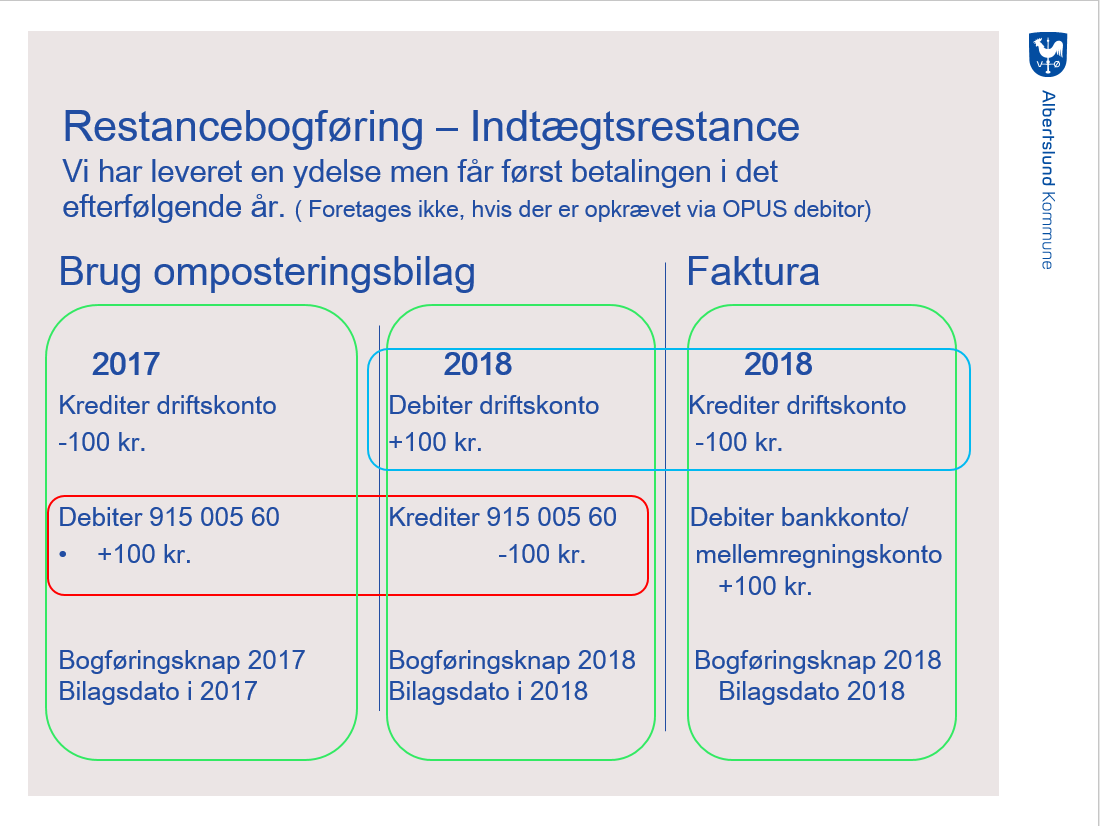 Restancebogføring – Indtægtsrestance
Vi har leveret en ydelse men får først betalingen i det
efterfølgende år. ( Foretages ikke, hvis der er opkrævet via OPUS debitor)
Brug omposteringsbilag
Faktura
2017
Krediter driftskonto
-100 kr.
Debiter 915 005 60
• +100 kr.
Bogføringsknap 2017
Bilagsdato i 2017
2018
Debiter driftskonto
+100 kr.
Krediter 915 005 60
-100 kr.
Bogføringsknap 2018
Bilagsdato i 2018
2018
Krediter driftskonto
-100 kr.
Debiter bankkonto/
mellemregningskonto
+100 kr.
Bogføringsknap 2018
Bilagsdato 2018
V Ø
Albertslund Kommune